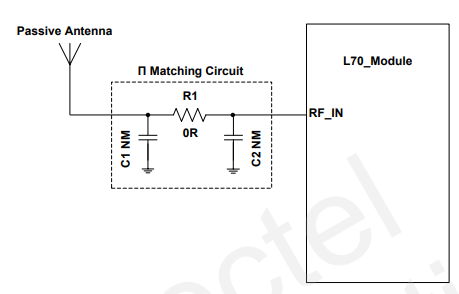 Passive Antenna
Π Matching Circuit
L70_Module
R1
RF_IN
0R
C1 NM
C2 NM